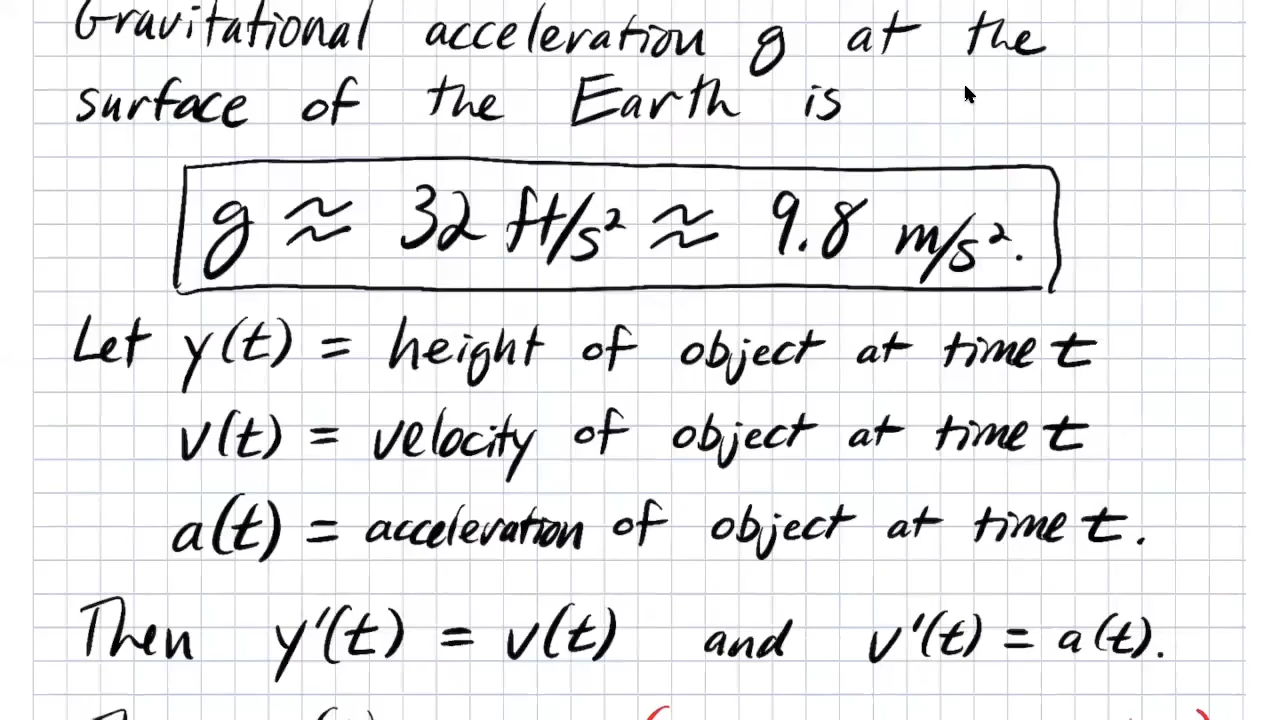 Gravitational acceleration g at the
surface of the Earth is
g ≈ 32 ft/s² ≈ 9.8 m/s².
Let y(t) = height of object at time t
v(t) = velocity of object at time t
a(t) = acceleration of object at time t.
Then y'(t) = v(t) and v'(t) = a(t).